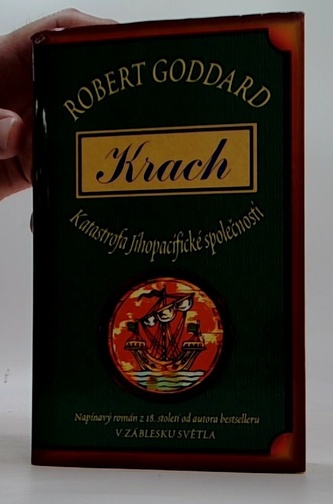 ROBERT GODDARD
Krach
Katastrofa Jihopacifické společnosti
Napínavý román z 18. století od autora bestselleru
V ZÁBLESKU SVĚTLA